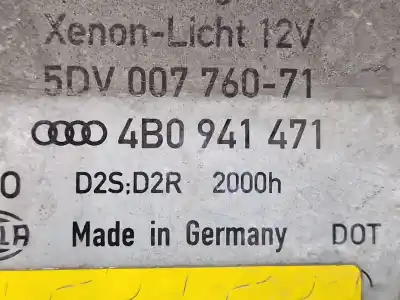 Xenon-Licht 12V
5DV 007 760-71
4B0 941 471
D2S;D2R 2000h
Made in Germany DOT